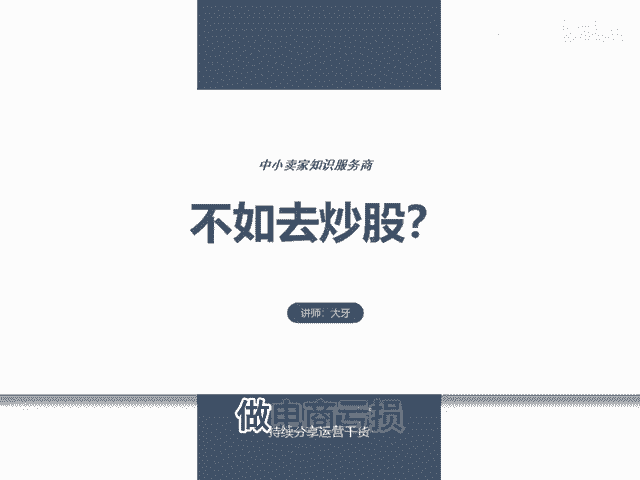 中小卖家知识服务商
不如去炒股?
讲师：大牙
做电商亏损
持续分享运营干货